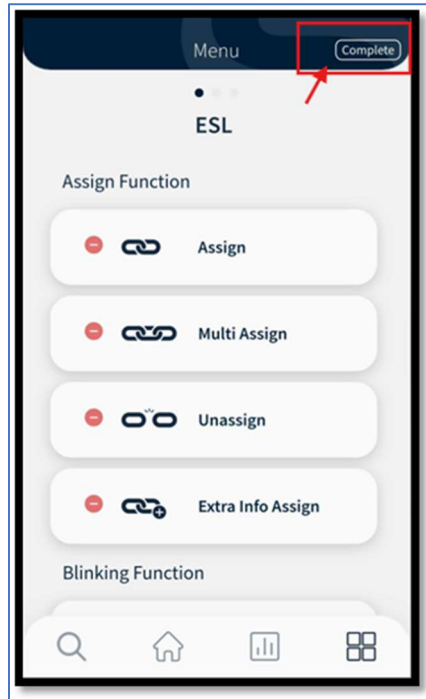 Menu
Complete
ESL
Assign Function
Assign
Multi Assign
Unassign
Extra Info Assign
Blinking Function